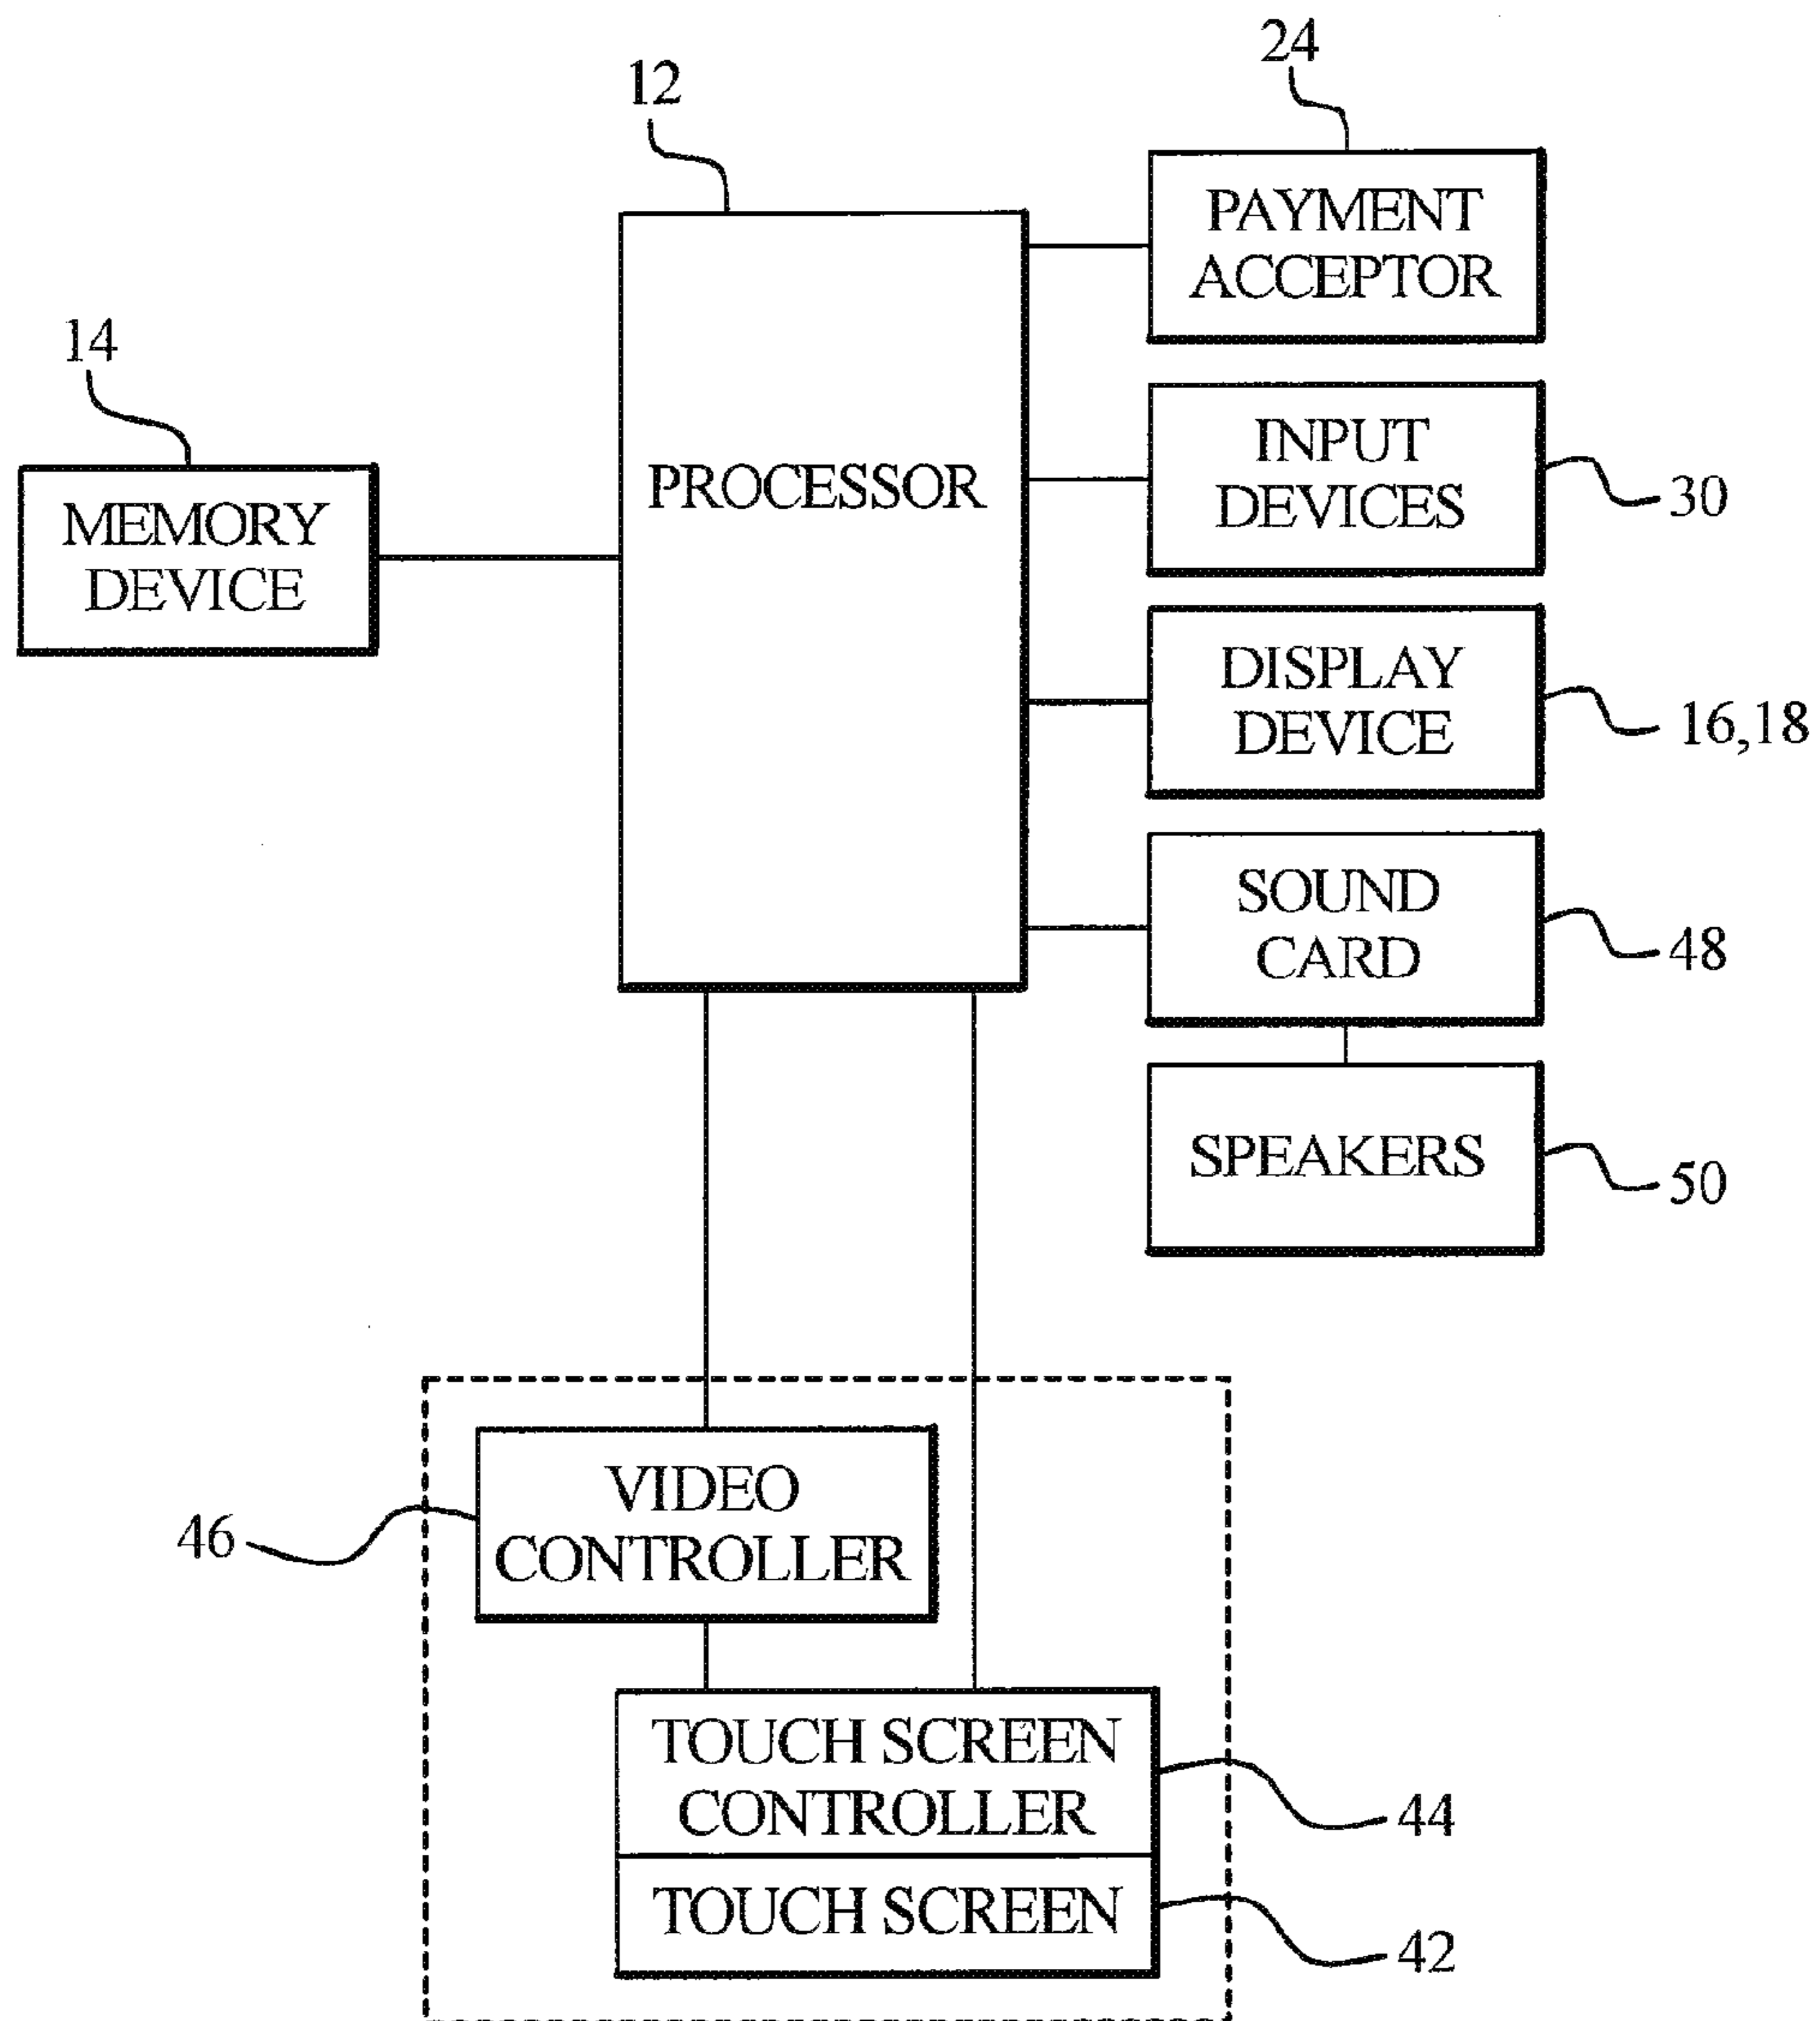 24
12
PAYMENT
ACCEPTOR
14
INPUT
DEVICES
30
PROCESSOR
MEMORY
DEVICE
DISPLAY
DEVICE
16,18
SOUND
CARD
48
SPEAKERS
50
VIDEO
CONTROLLER
46
TOUCH SCREEN
CONTROLLER
44
TOUCH SCREEN
42